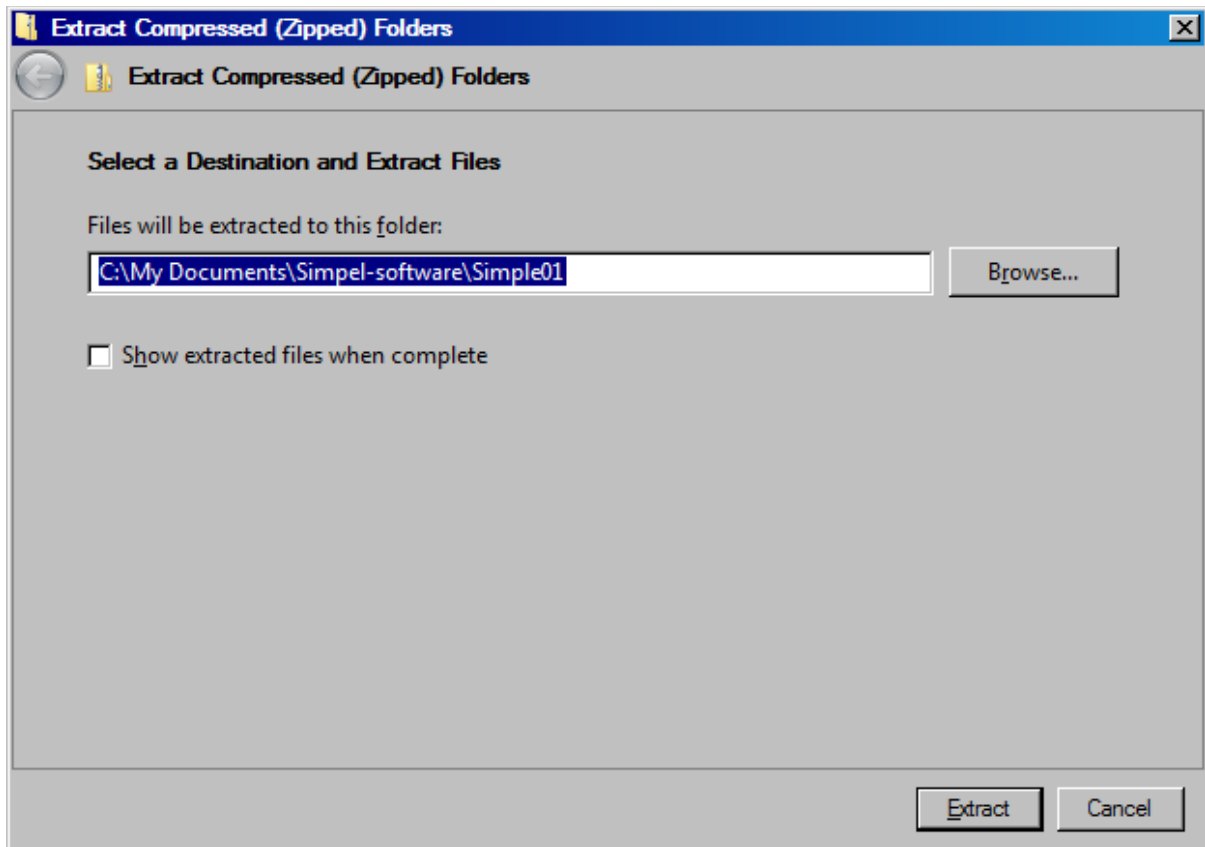 Extract Compressed (Zipped) Folders
Extract Compressed (Zipped) Folders
Select a Destination and Extract Files
Files will be extracted to this folder:
C:\My Documents\Simpel-software\Simple01
Browse...
Show extracted files when complete
Extract Cancel